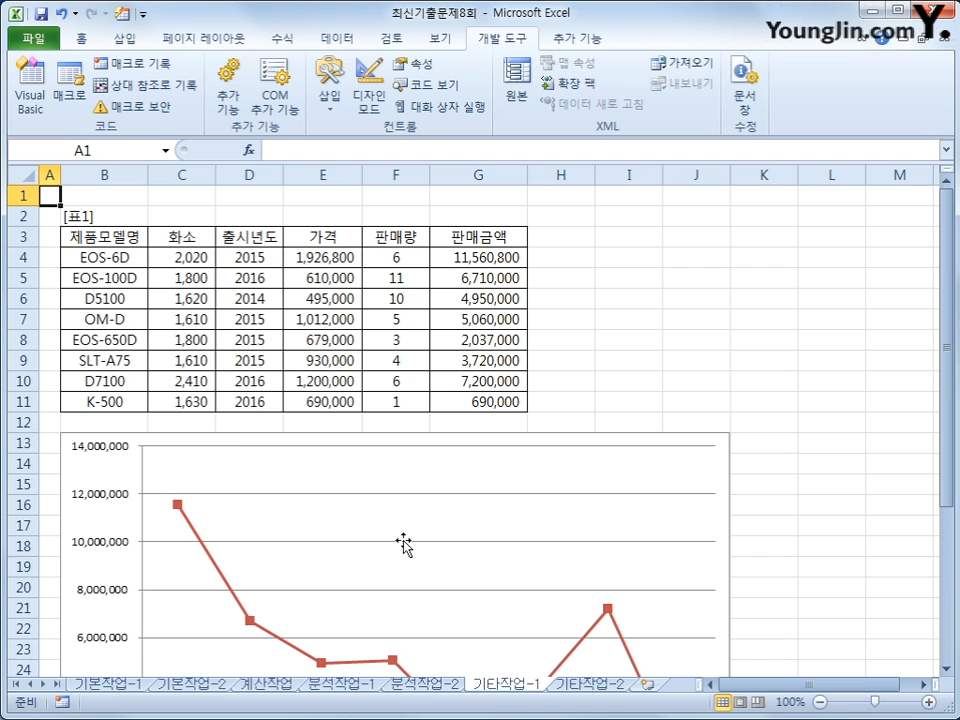 최신기출문제8회 - Microsoft Excel
Younglin.com Y.
파일 홈 삽입 페이지 레이아웃 수식 데이터 검토 보기 개발 도구 추가 기능
Visual Basic
매크로
매크로 기록
상대 참조로 기록
매크로 보안
코드
추가 기능
COM 추가 기능
추가 기능
삽입
디자인 모드
속성
코드 보기
대화 상자 실행
컨트롤
원본
맵 속성
확장 팩
데이터 새로 고침
가져오기
내보내기
XML
문서 창
수정
A1 fx
A B C D E F G H I J K L M
1
2 [표1]
3 제품모델명 화소 출시년도 가격 판매량 판매금액
4 EOS-6D 2,020 2015 1,926,800 6 11,560,800
5 EOS-100D 1,800 2016 610,000 11 6,710,000
6 D5100 1,620 2014 495,000 10 4,950,000
7 OM-D 1,610 2015 1,012,000 5 5,060,000
8 EOS-650D 1,800 2015 679,000 3 2,037,000
9 SLT-A75 1,610 2015 930,000 4 3,720,000
10 D7100 2,410 2016 1,200,000 6 7,200,000
11 K-500 1,630 2016 690,000 1 690,000
12
13 14,000,000
14
15
16 12,000,000
17
18 10,000,000
19
20 8,000,000
21
22
23 6,000,000
24
기본작업-1 기본작업-2 계산작업 분석작업-1 분석작업-2 기타작업-1 기타작업-2
준비 100%